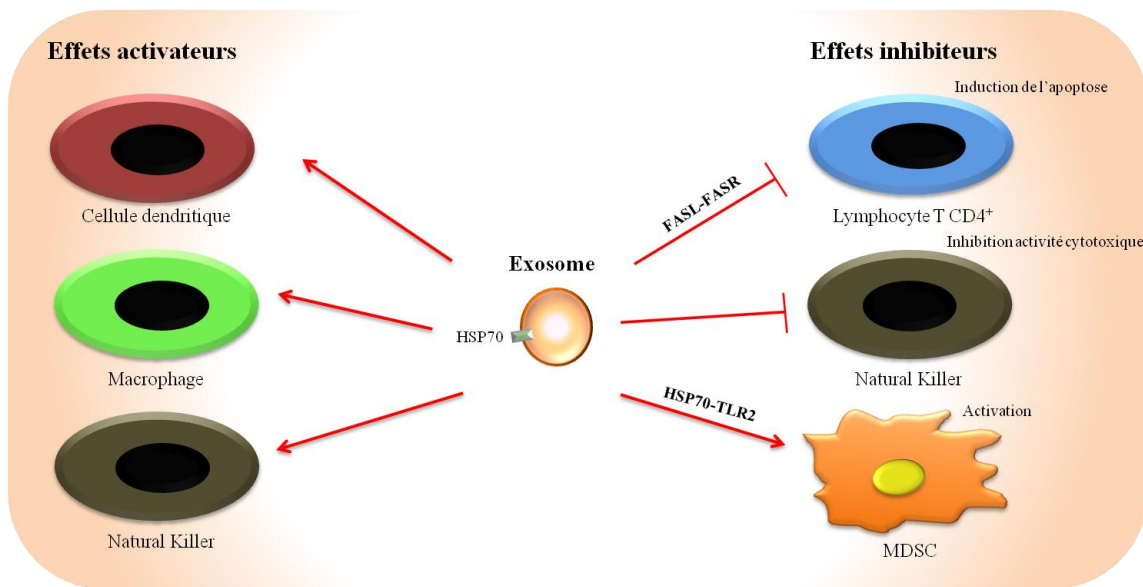 Effets activateurs
Cellule dendritique
Macrophage
Natural Killer
Exosome
HSP70
FASL-FASR
HSP70-TLR2
Effets inhibiteurs
Induction de l'apoptose
Lymphocyte T CD4⁺
Inhibition activité cytotoxique
Natural Killer
Activation
MDSC